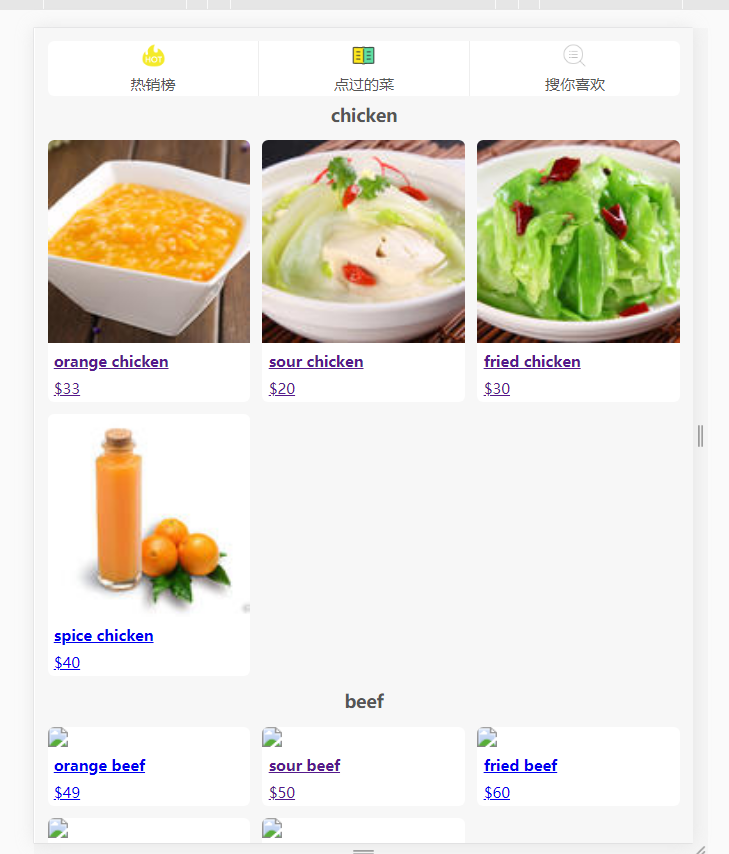 HOT
热销榜
点过的菜
搜你喜欢
chicken
orange chicken
$33
sour chicken
$20
fried chicken
$30
spice chicken
$40
beef
orange beef
$49
sour beef
$50
fried beef
$60